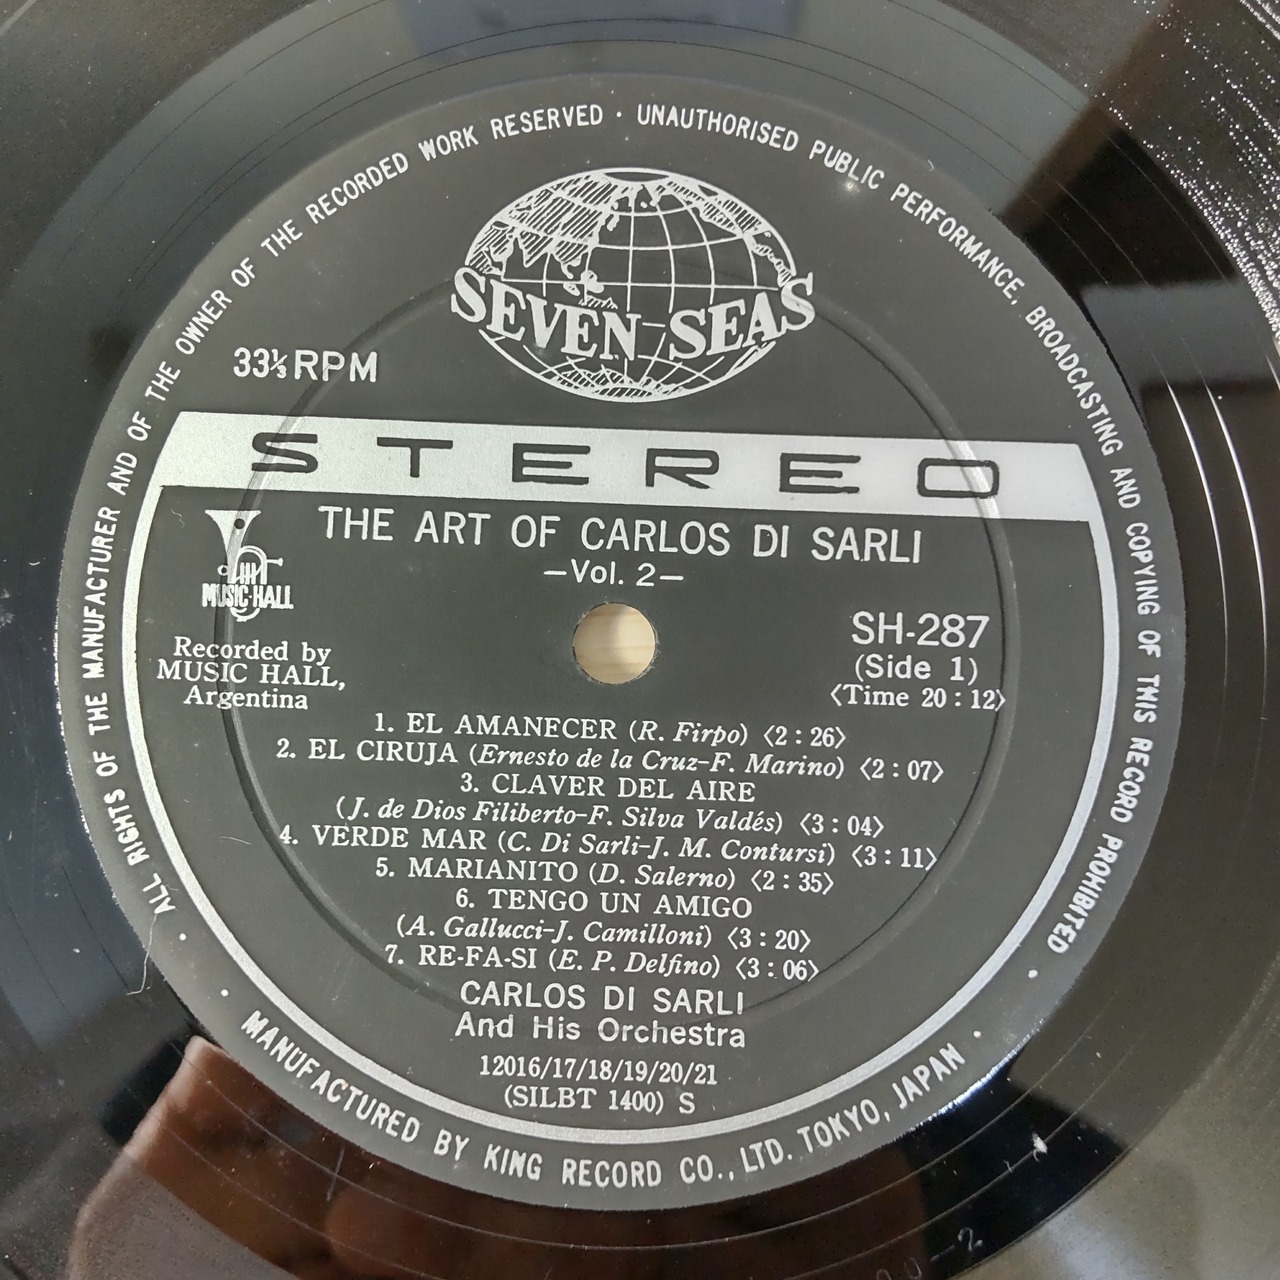 ALL RIGHTS OF THE MANUFACTURER AND OF THE OWNER OF THE RECORDED WORK RESERVED · UNAUTHORISED PUBLIC PERFORMANCE, BROADCASTING AND COPYING OF THIS RECORD PROHIBITED ·
SEVEN SEAS
33⅓ RPM
STEREO
THE ART OF CARLOS DI SARLI
—Vol. 2—
MUSIC-HALL
Recorded by
MUSIC HALL,
Argentina
SH-287
(Side 1)
〈Time 20 : 12〉
1. EL AMANECER (R. Firpo) 〈2 : 26〉
2. EL CIRUJA (Ernesto de la Cruz-F. Marino) 〈2 : 07〉
3. CLAVER DEL AIRE
(J. de Dios Filiberto-F. Silva Valdés) 〈3 : 04〉
4. VERDE MAR (C. Di Sarli-J. M. Contursi) 〈3 : 11〉
5. MARIANITO (D. Salerno) 〈2 : 35〉
6. TENGO UN AMIGO
(A. Gallucci-J. Camilloni) 〈3 : 20〉
7. RE-FA-SI (E. P. Delfino) 〈3 : 06〉
CARLOS DI SARLI
And His Orchestra
12016/17/18/19/20/21
(SILBT 1400) S
· MANUFACTURED BY KING RECORD CO., LTD. TOKYO, JAPAN ·